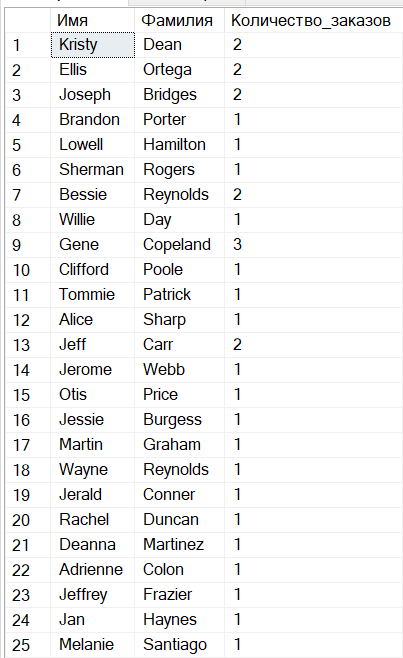 Имя Фамилия Количество_заказов
1 Kristy Dean 2
2 Ellis Ortega 2
3 Joseph Bridges 2
4 Brandon Porter 1
5 Lowell Hamilton 1
6 Sherman Rogers 1
7 Bessie Reynolds 2
8 Willie Day 1
9 Gene Copeland 3
10 Clifford Poole 1
11 Tommie Patrick 1
12 Alice Sharp 1
13 Jeff Carr 2
14 Jerome Webb 1
15 Otis Price 1
16 Jessie Burgess 1
17 Martin Graham 1
18 Wayne Reynolds 1
19 Jerald Conner 1
20 Rachel Duncan 1
21 Deanna Martinez 1
22 Adrienne Colon 1
23 Jeffrey Frazier 1
24 Jan Haynes 1
25 Melanie Santiago 1